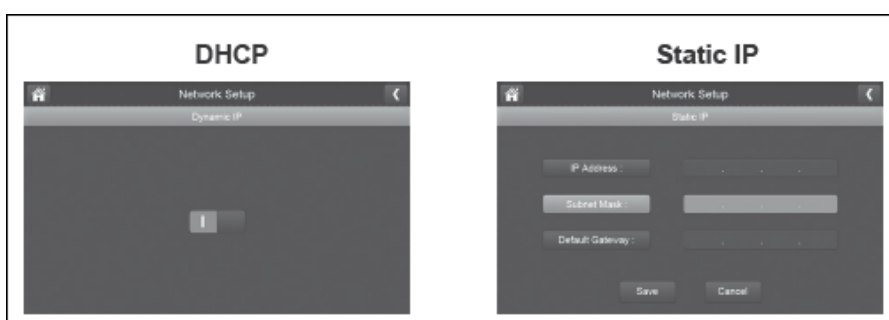 DHCP
Network Setup
Dynamic IP
Static IP
Network Setup
Static IP
IP Address :
Subnet Mask :
Default Gateway :
Save Cancel